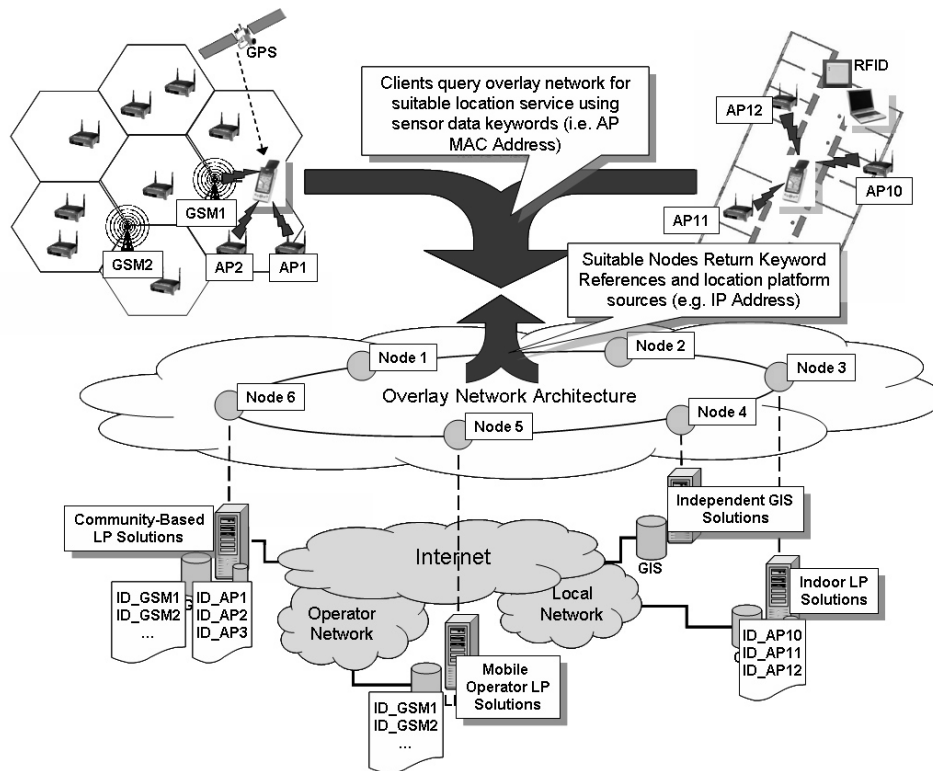 GPS
GSM1
GSM2
AP2
AP1
Clients query overlay network for
suitable location service using
sensor data keywords (i.e. AP
MAC Address)
RFID
AP12
AP10
AP11
Suitable Nodes Return Keyword
References and location platform
sources (e.g. IP Address)
Node 1
Node 2
Node 3
Node 6
Overlay Network Architecture
Node 4
Node 5
Community-Based
LP Solutions
Independent GIS
Solutions
Internet
GIS
Indoor LP
Solutions
Operator
Network
Local
Network
ID_GSM1
ID_GSM2
...
ID_AP1
ID_AP2
ID_AP3
ID_AP10
ID_AP11
ID_AP12
Mobile
Operator LP
Solutions
ID_GSM1
ID_GSM2
...